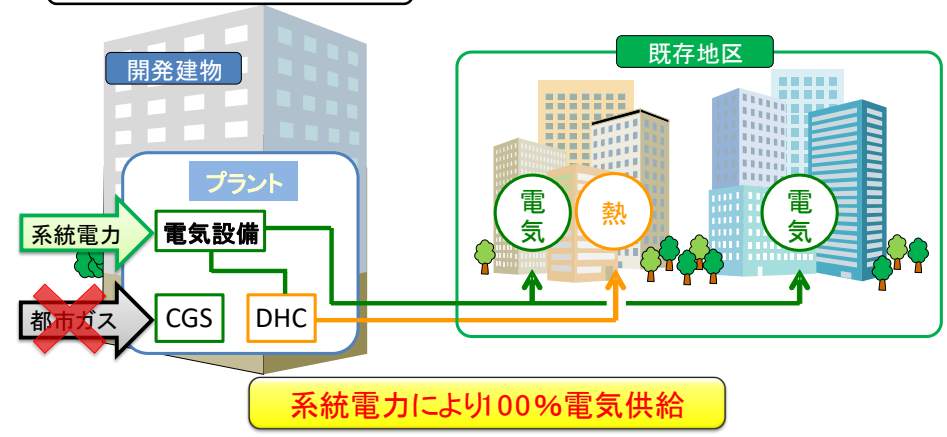 開発建物
既存地区
プラント
系統電力
電気設備
都市ガス
CGS
DHC
電気
熱
電気
系統電力により100%電気供給